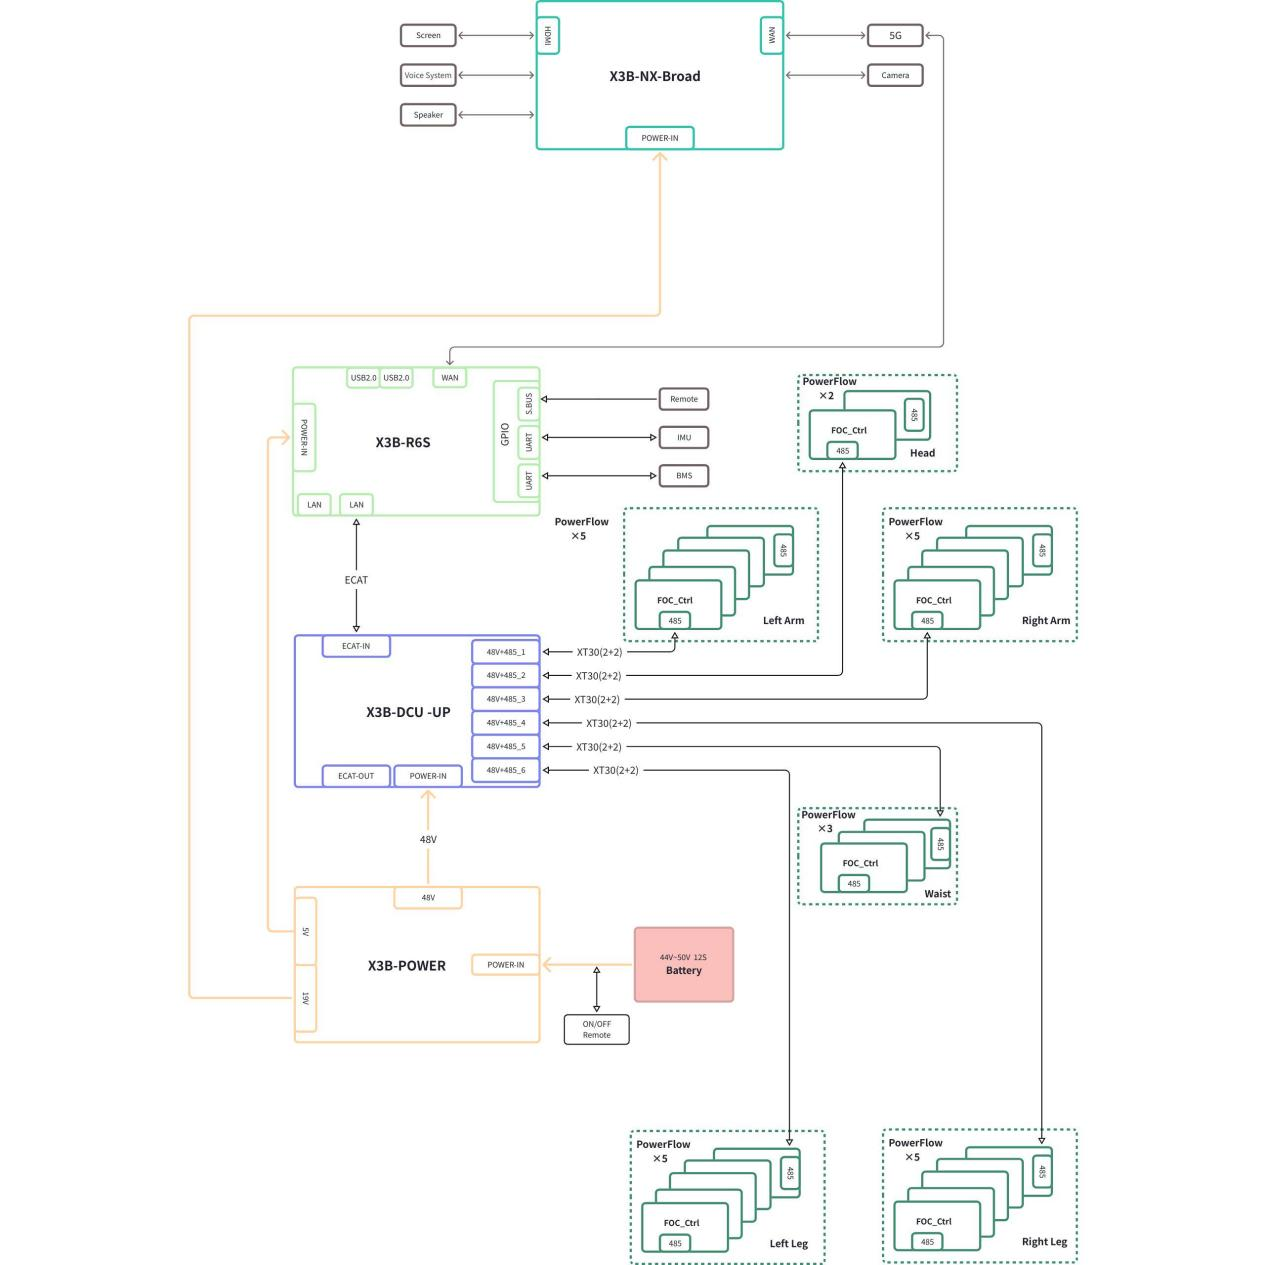 Screen
HDMI
WAN
5G
Voice System
X3B-NX-Broad
Camera
Speaker
POWER-IN
USB2.0
USB2.0
WAN
POWER-IN
X3B-R6S
GPIO
S.BUS
UART
UART
LAN
LAN
Remote
IMU
BMS
PowerFlow
×2
485
FOC_Ctrl
485
Head
PowerFlow
×5
485
FOC_Ctrl
485
Left Arm
PowerFlow
×5
485
FOC_Ctrl
485
Right Arm
ECAT
ECAT-IN
X3B-DCU -UP
48V+485_1
48V+485_2
48V+485_3
48V+485_4
48V+485_5
48V+485_6
XT30(2+2)
XT30(2+2)
XT30(2+2)
XT30(2+2)
XT30(2+2)
XT30(2+2)
ECAT-OUT
POWER-IN
48V
PowerFlow
×3
485
FOC_Ctrl
485
Waist
48V
5V
X3B-POWER
POWER-IN
19V
44V~50V 12S
Battery
ON/OFF
Remote
PowerFlow
×5
485
FOC_Ctrl
485
Left Leg
PowerFlow
×5
485
FOC_Ctrl
485
Right Leg